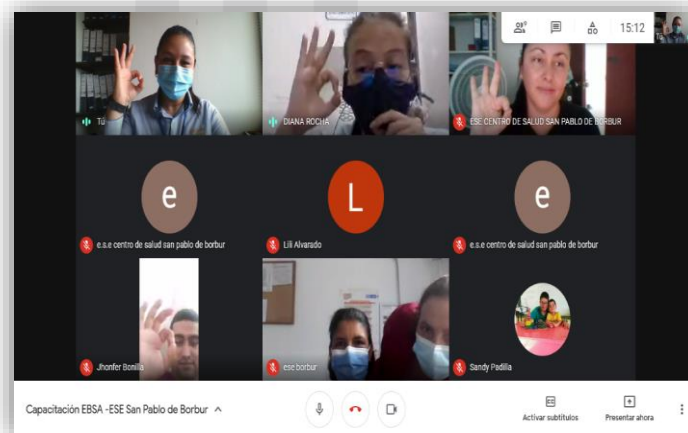 15:12
Tú
DIANA ROCHA
ESE CENTRO DE SALUD SAN PABLO DE BORBUR
e
L
e
e.s.e centro de salud san pablo de borbur
Lili Alvarado
e.s.e centro de salud san pablo de borbur
Jhonfer Bonilla
ese borbur
Sandy Padilla
Capacitación EBSA -ESE San Pablo de Borbur
Activar subtítulos
Presentar ahora